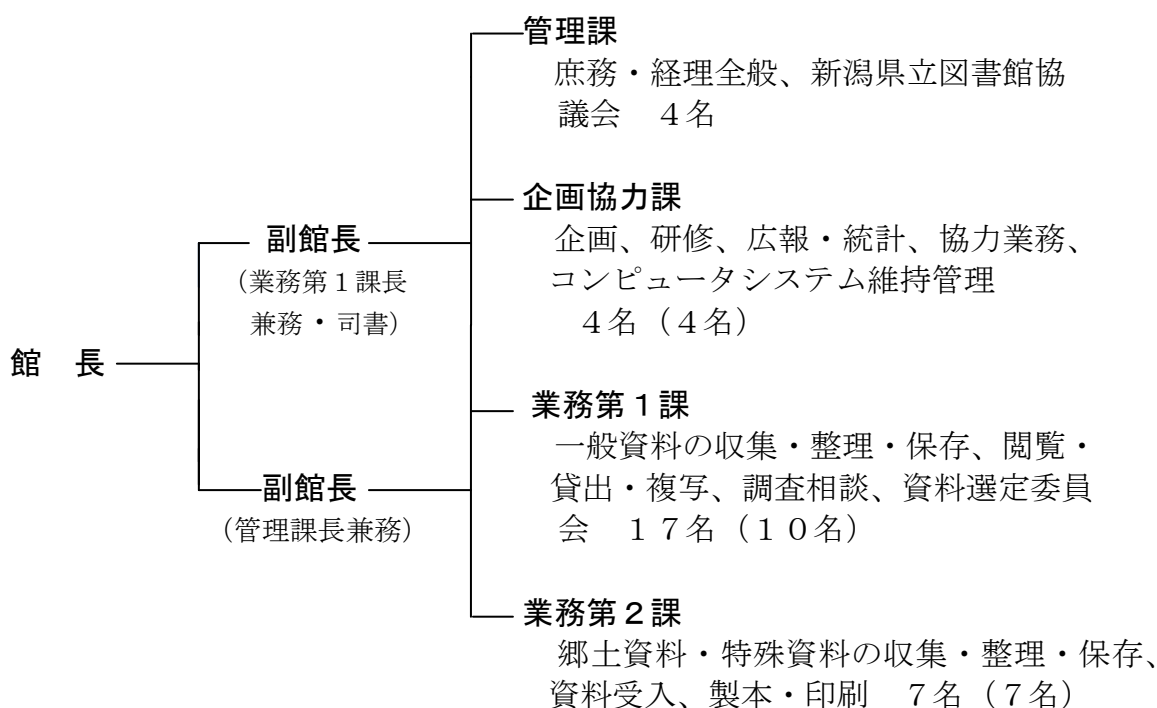 管理課
庶務・経理全般、新潟県立図書館協
議会　４名
企画協力課
企画、研修、広報・統計、協力業務、
コンピュータシステム維持管理
４名（４名）
館　長
副館長
（業務第１課長
兼務・司書）
副館長
（管理課長兼務）
業務第１課
一般資料の収集・整理・保存、閲覧・
貸出・複写、調査相談、資料選定委員
会　１７名（１０名）
業務第２課
郷土資料・特殊資料の収集・整理・保存、
資料受入、製本・印刷　７名（７名）